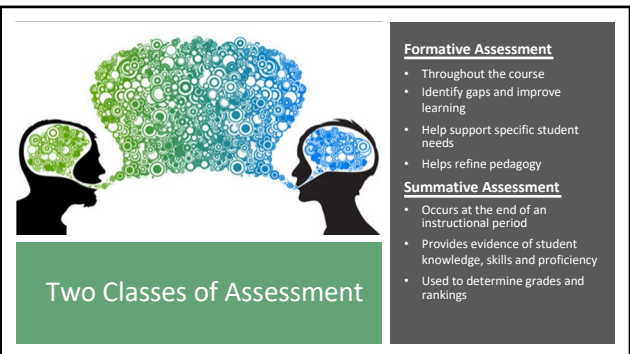 Two Classes of Assessment
Formative Assessment
• Throughout the course
• Identify gaps and improve
learning
• Help support specific student
needs
• Helps refine pedagogy
Summative Assessment
• Occurs at the end of an
instructional period
• Provides evidence of student
knowledge, skills and proficiency
• Used to determine grades and
rankings